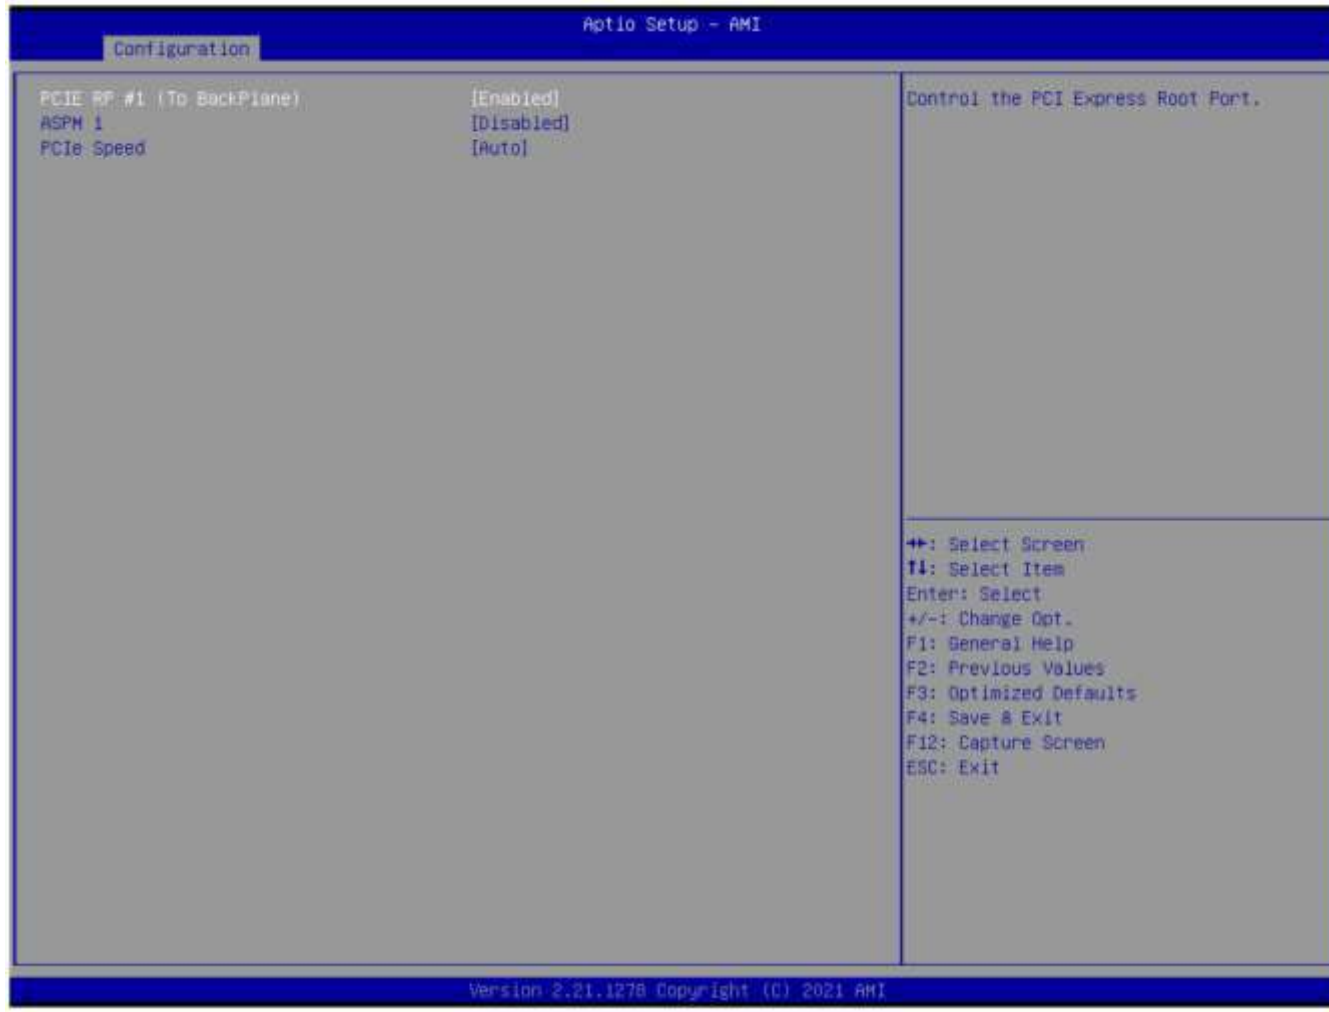 Aptio Setup - AMI
Configuration
PCIE RP #1 (To BackPlane) [Enabled]
ASPM 1 [Disabled]
PCIe Speed [Auto]
Control the PCI Express Root Port.
→←: Select Screen
↑↓: Select Item
Enter: Select
+/-: Change Opt.
F1: General Help
F2: Previous Values
F3: Optimized Defaults
F4: Save & Exit
F12: Capture Screen
ESC: Exit
Version 2.21.1278 Copyright (C) 2021 AMI